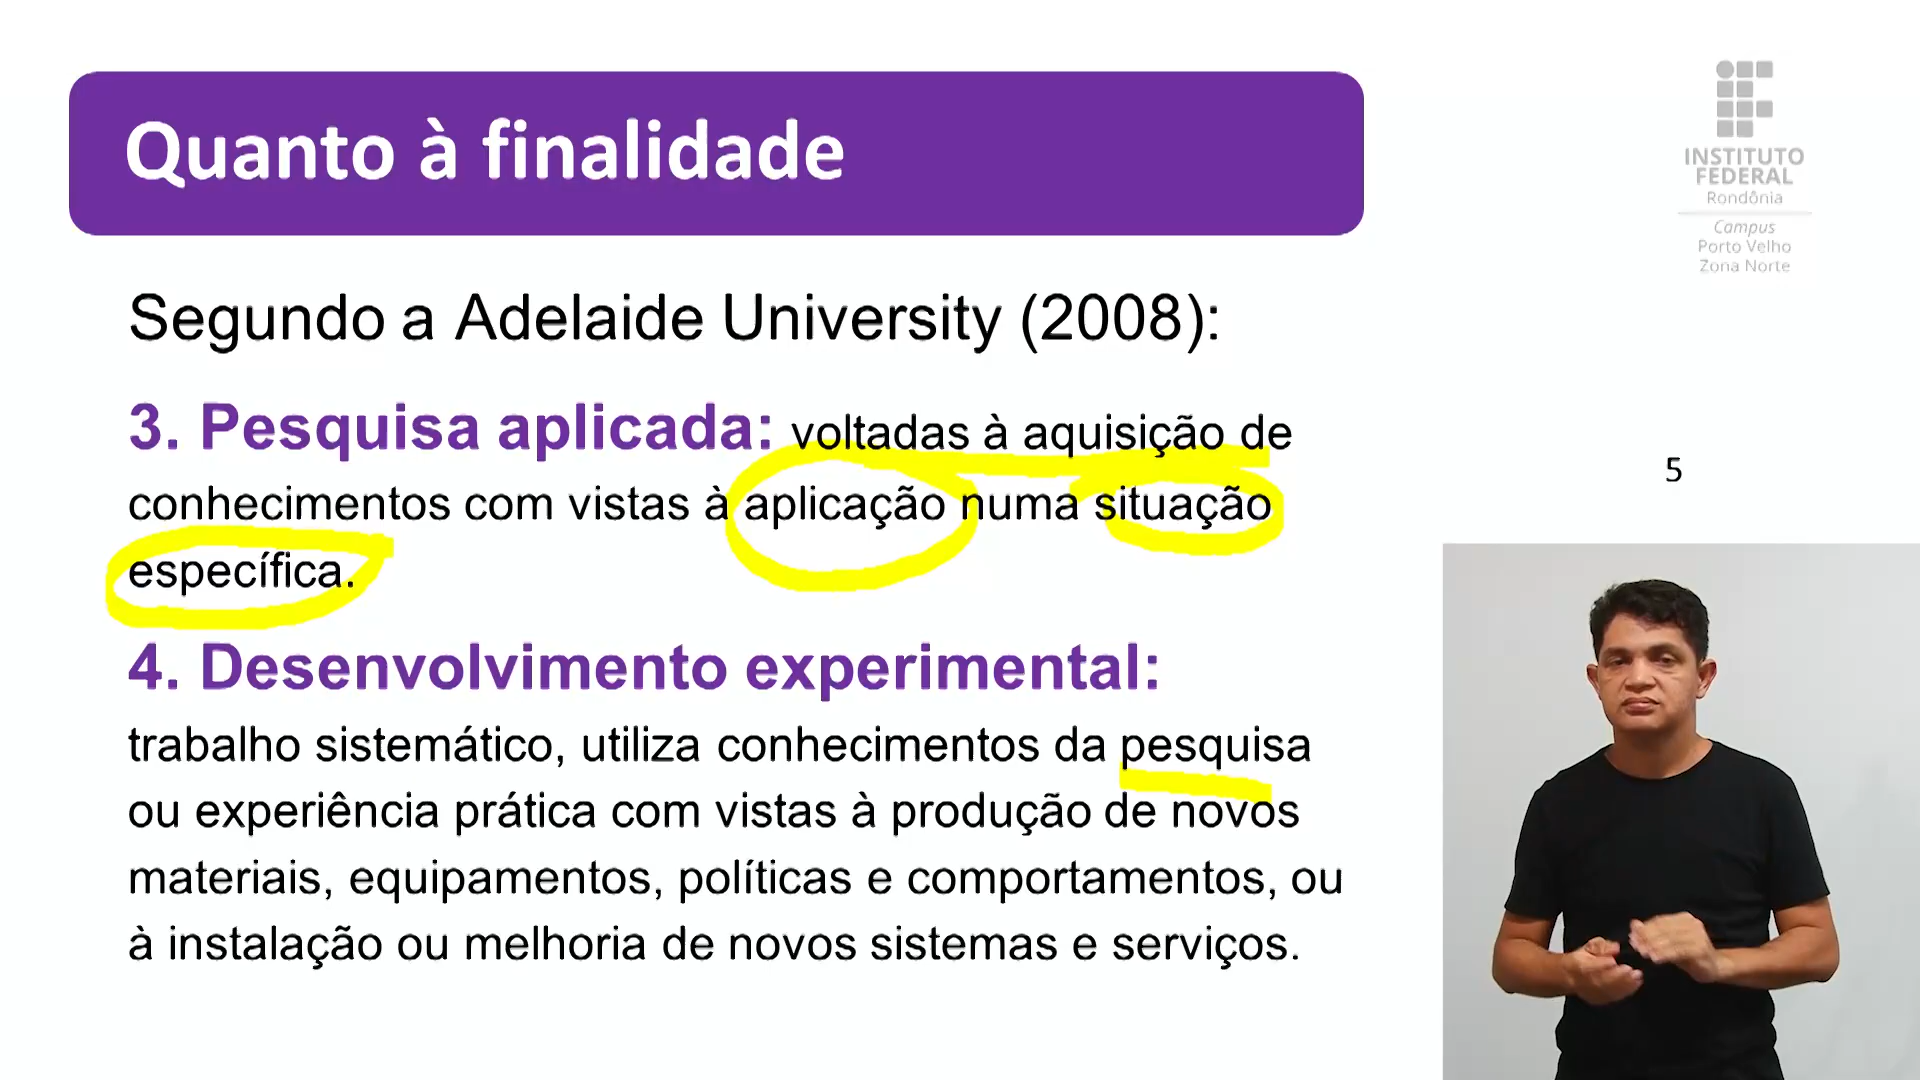 Quanto à finalidade
INSTITUTO
FEDERAL
Rondônia
Campus
Porto Velho
Zona Norte
Segundo a Adelaide University (2008):
3. Pesquisa aplicada: voltadas à aquisição de
conhecimentos com vistas à aplicação numa situação
específica.
5
4. Desenvolvimento experimental:
trabalho sistemático, utiliza conhecimentos da pesquisa
ou experiência prática com vistas à produção de novos
materiais, equipamentos, políticas e comportamentos, ou
à instalação ou melhoria de novos sistemas e serviços.